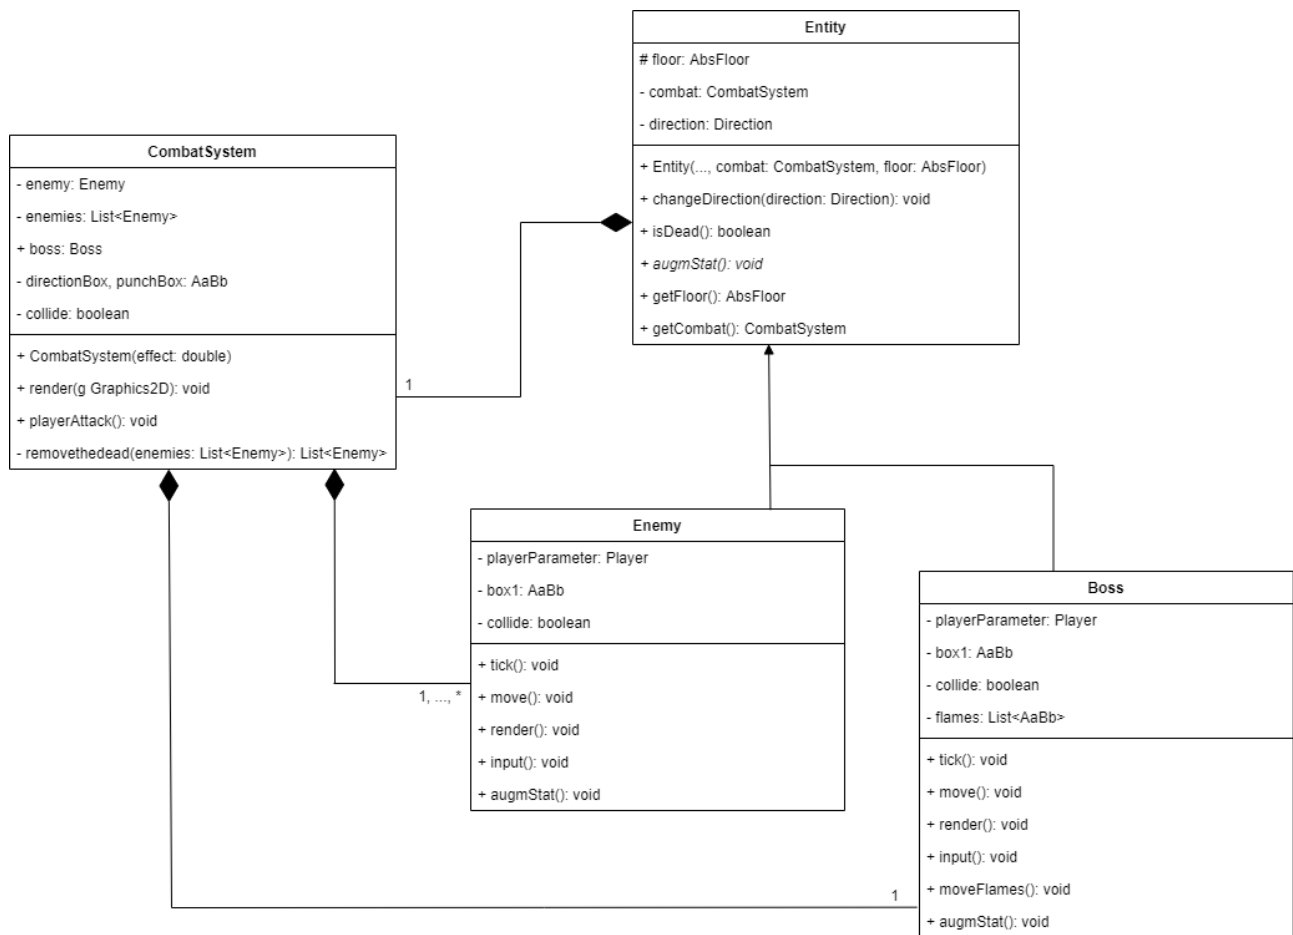 Entity
# floor: AbsFloor
- combat: CombatSystem
- direction: Direction
+ Entity(..., combat: CombatSystem, floor: AbsFloor)
+ changeDirection(direction: Direction): void
+ isDead(): boolean
+ augmStat(): void
+ getFloor(): AbsFloor
+ getCombat(): CombatSystem
CombatSystem
- enemy: Enemy
- enemies: List<Enemy>
+ boss: Boss
- directionBox, punchBox: AaBb
- collide: boolean
+ CombatSystem(effect: double)
+ render(g Graphics2D): void
+ playerAttack(): void
- removethedead(enemies: List<Enemy>): List<Enemy>
1
Enemy
- playerParameter: Player
- box1: AaBb
- collide: boolean
+ tick(): void
+ move(): void
+ render(): void
+ input(): void
+ augmStat(): void
1, ..., *
Boss
- playerParameter: Player
- box1: AaBb
- collide: boolean
- flames: List<AaBb>
+ tick(): void
+ move(): void
+ render(): void
+ input(): void
+ moveFlames(): void
+ augmStat(): void
1